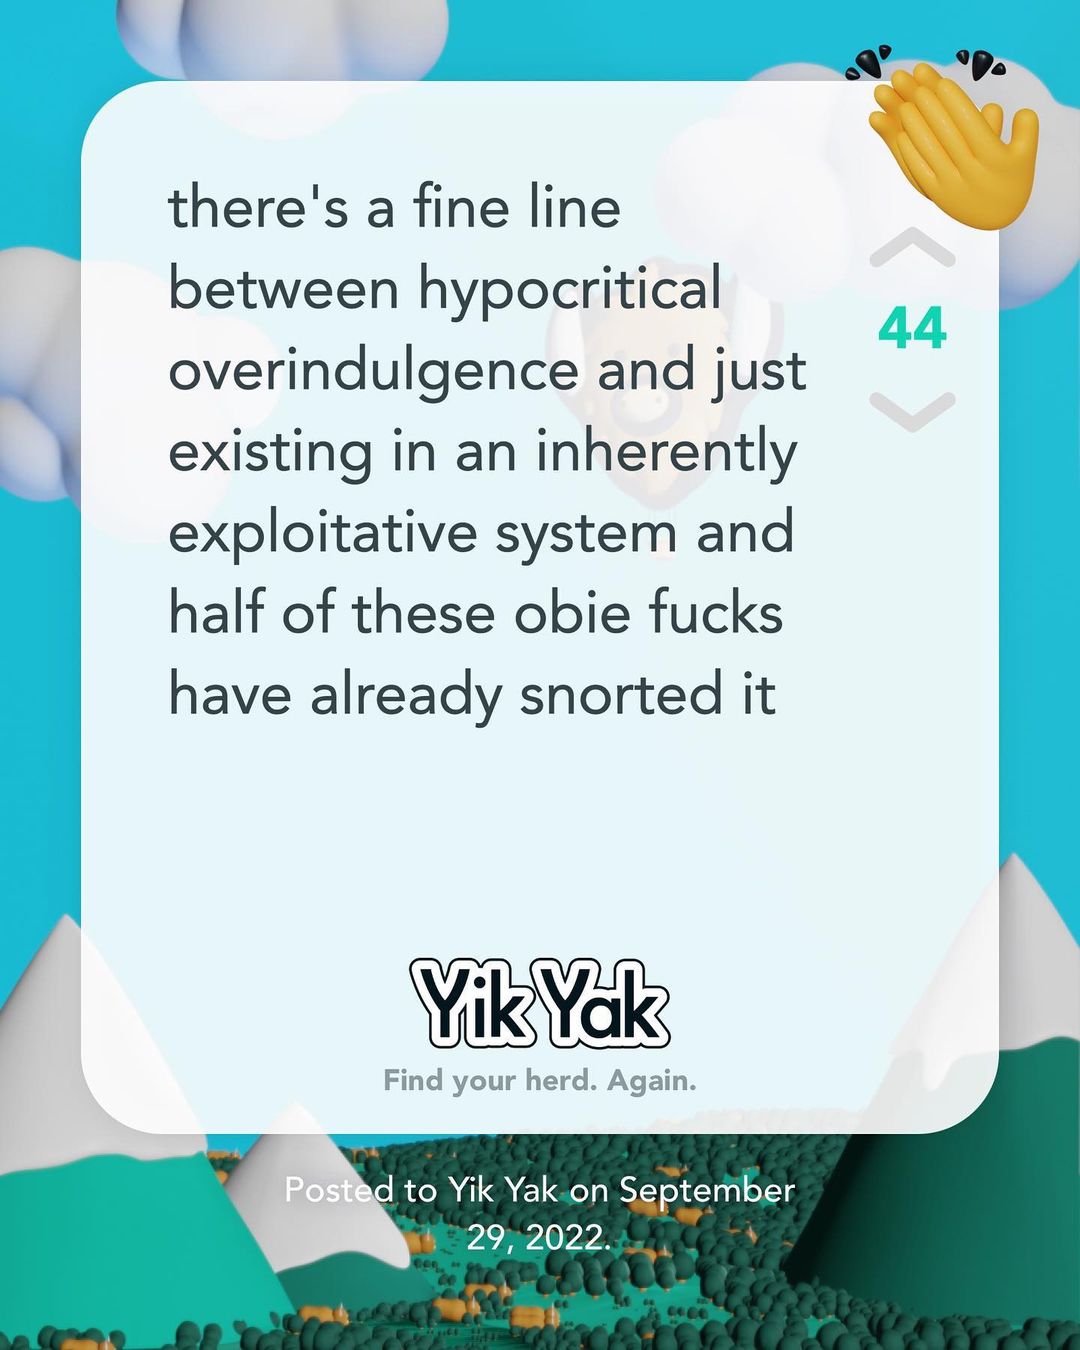 there's a fine line
between hypocritical
overindulgence and just
existing in an inherently
exploitative system and
half of these obie fucks
have already snorted it
44
Yik Yak
Find your herd. Again.
Posted to Yik Yak on September
29, 2022.